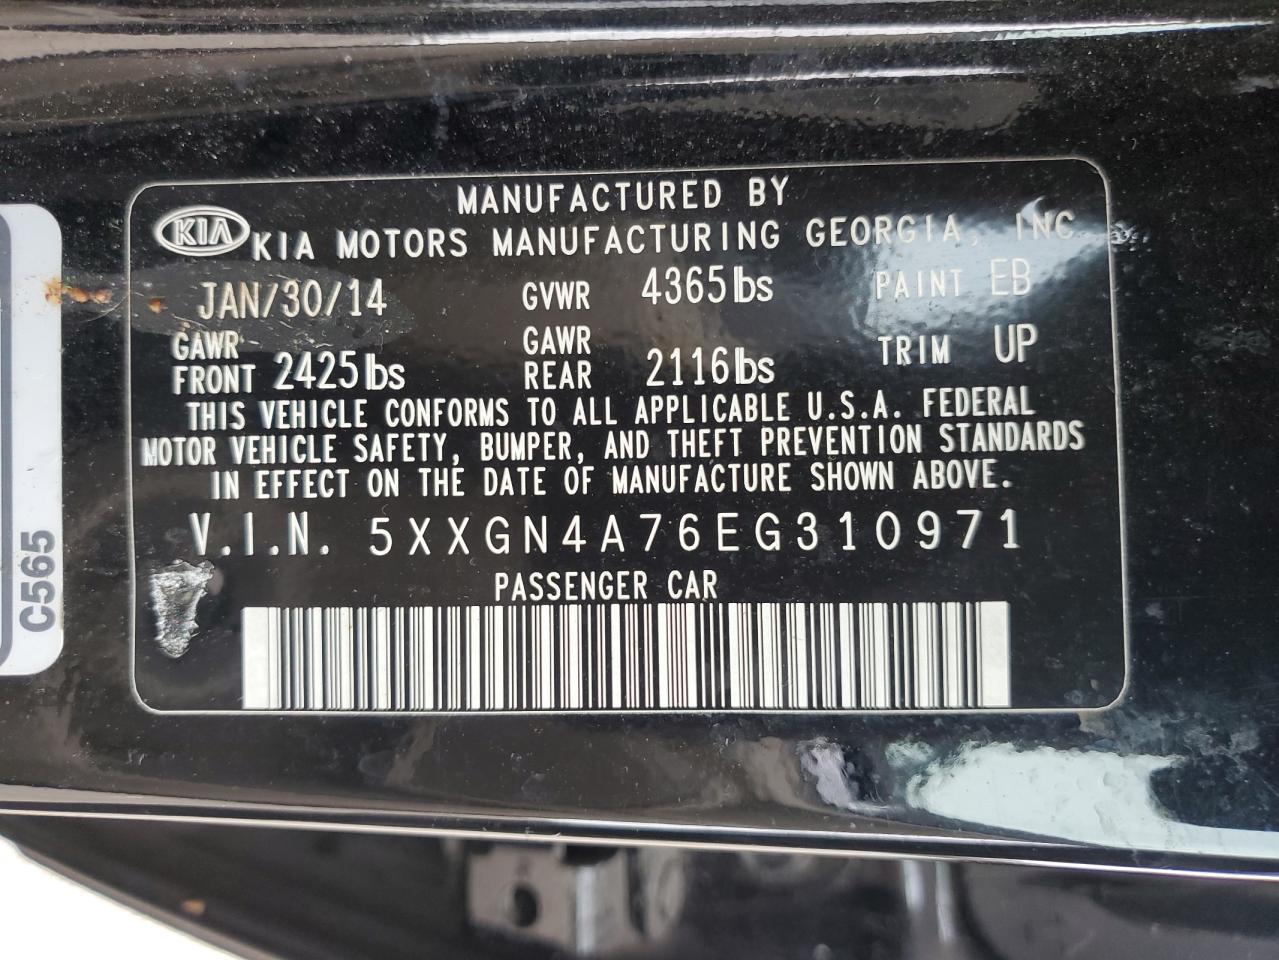 MANUFACTURED BY
KIA KIA MOTORS MANUFACTURING GEORGIA, INC
JAN/30/14 GVWR 4365lbs PAINT EB
GAWR FRONT 2425lbs GAWR REAR 2116lbs TRIM UP
THIS VEHICLE CONFORMS TO ALL APPLICABLE U.S.A. FEDERAL
MOTOR VEHICLE SAFETY, BUMPER, AND THEFT PREVENTION STANDARDS
IN EFFECT ON THE DATE OF MANUFACTURE SHOWN ABOVE.
V.I.N. 5XXGN4A76EG310971
PASSENGER CAR
C565